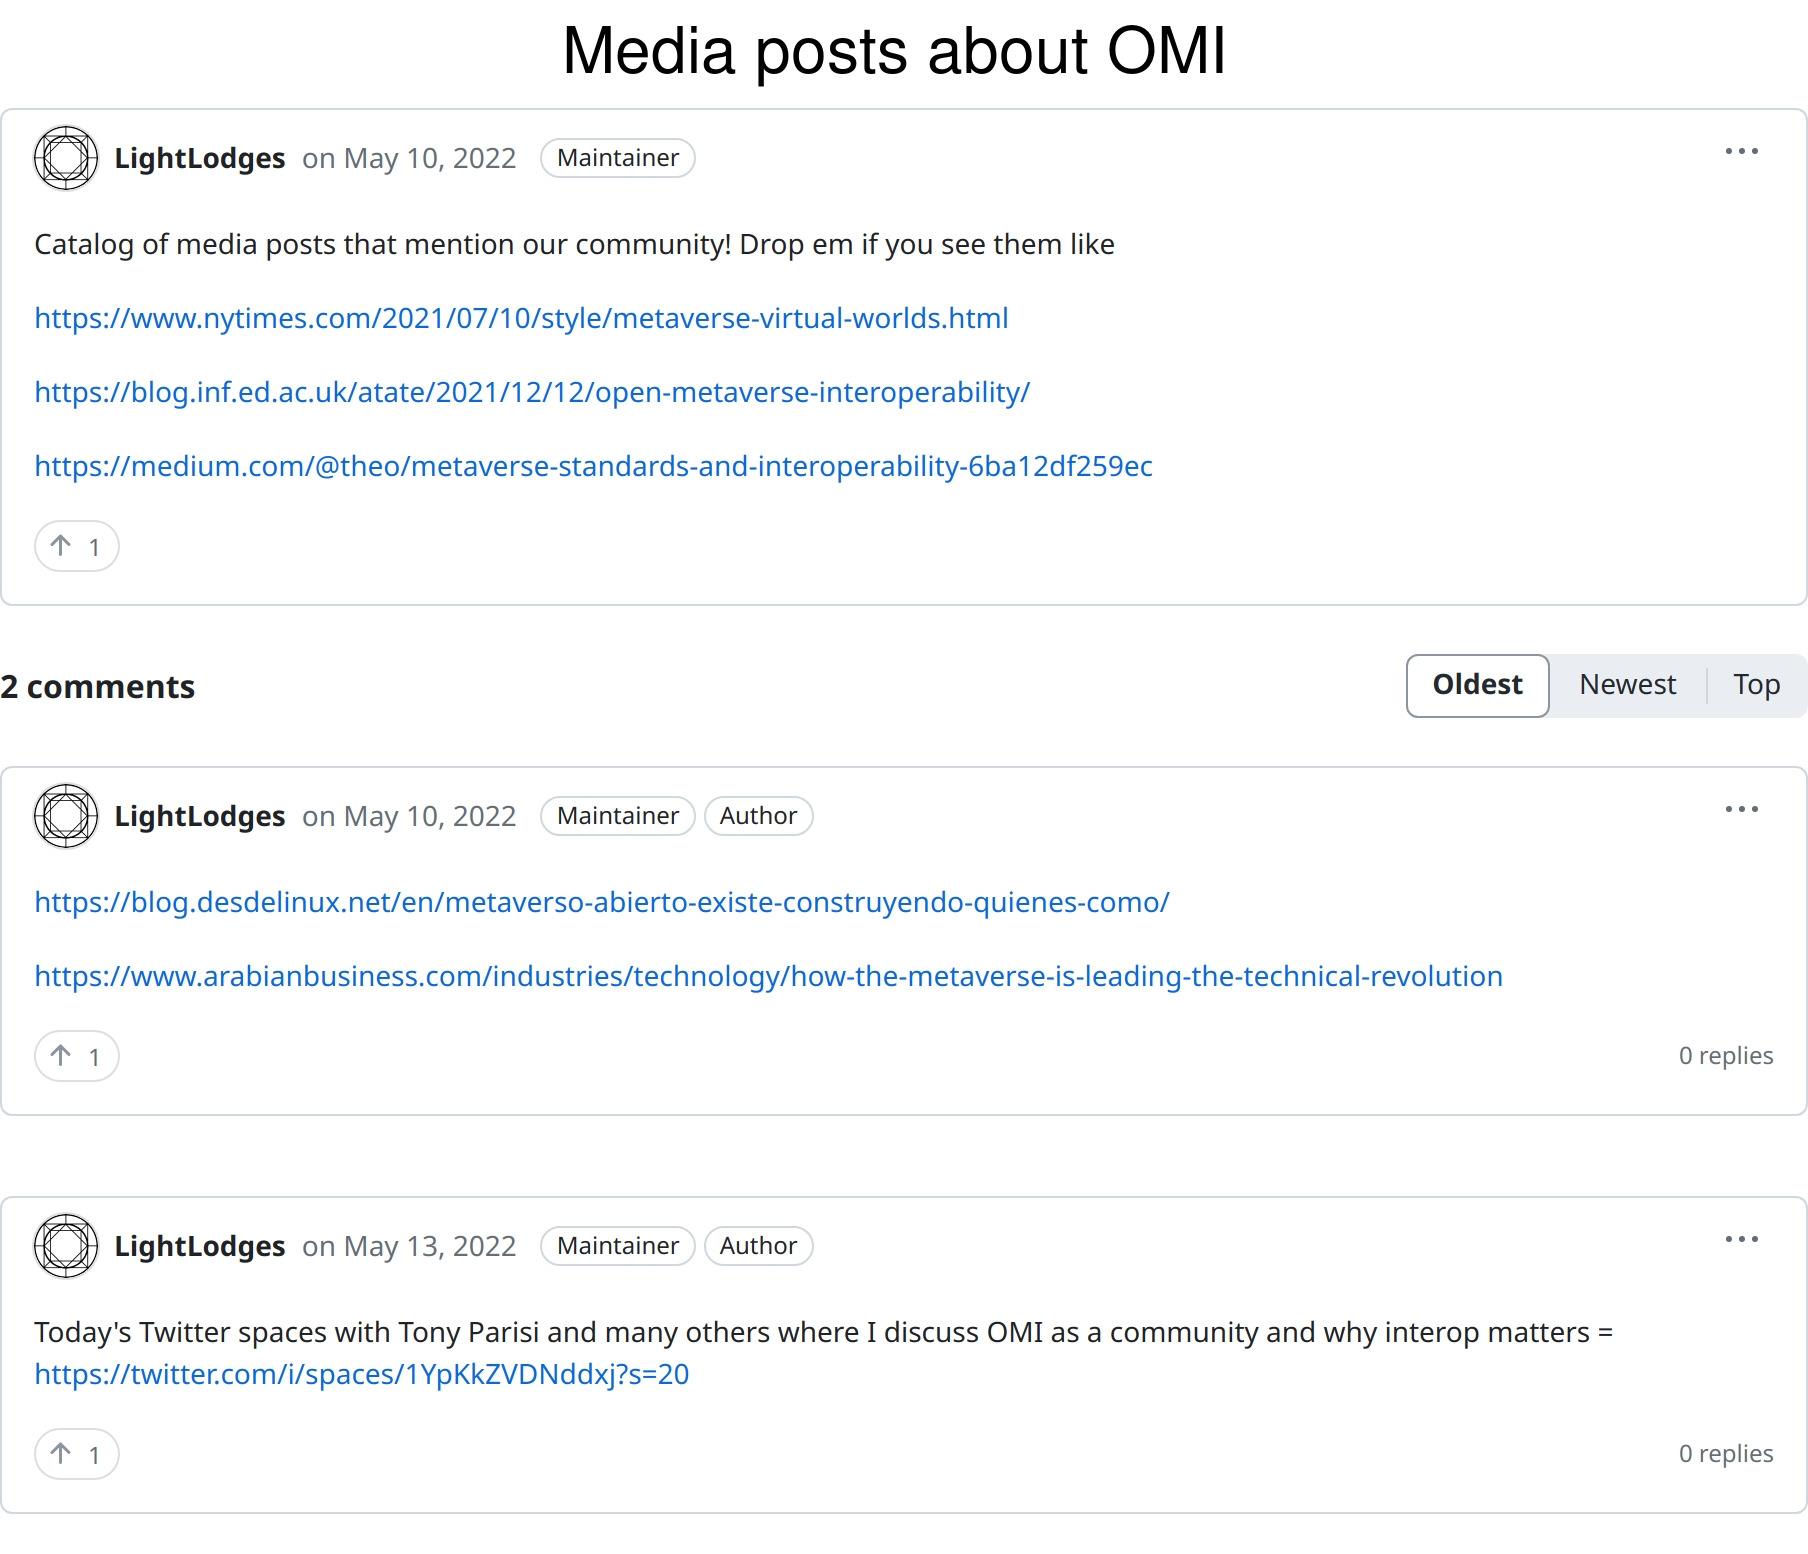 Media posts about OMI
LightLodges on May 10, 2022 Maintainer
Catalog of media posts that mention our community! Drop em if you see them like
https://www.nytimes.com/2021/07/10/style/metaverse-virtual-worlds.html
https://blog.inf.ed.ac.uk/atate/2021/12/12/open-metaverse-interoperability/
https://medium.com/@theo/metaverse-standards-and-interoperability-6ba12df259ec
1
2 comments
Oldest Newest Top
LightLodges on May 10, 2022 Maintainer Author
https://blog.desdelinux.net/en/metaverso-abierto-existe-construyendo-quienes-como/
https://www.arabianbusiness.com/industries/technology/how-the-metaverse-is-leading-the-technical-revolution
1 0 replies
LightLodges on May 13, 2022 Maintainer Author
Today's Twitter spaces with Tony Parisi and many others where I discuss OMI as a community and why interop matters =
https://twitter.com/i/spaces/1YpKkZVDNddxj?s=20
1 0 replies